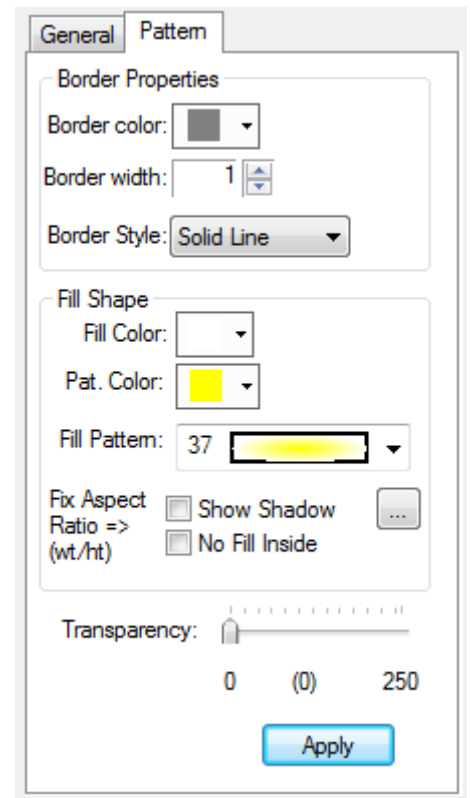 General Pattern
Border Properties
Border color:
Border width: 1
Border Style: Solid Line
Fill Shape
Fill Color:
Pat. Color:
Fill Pattern: 37
Fix Aspect
Ratio =>
(wt/ht)
Show Shadow ...
No Fill Inside
Transparency:
0 (0) 250
Apply